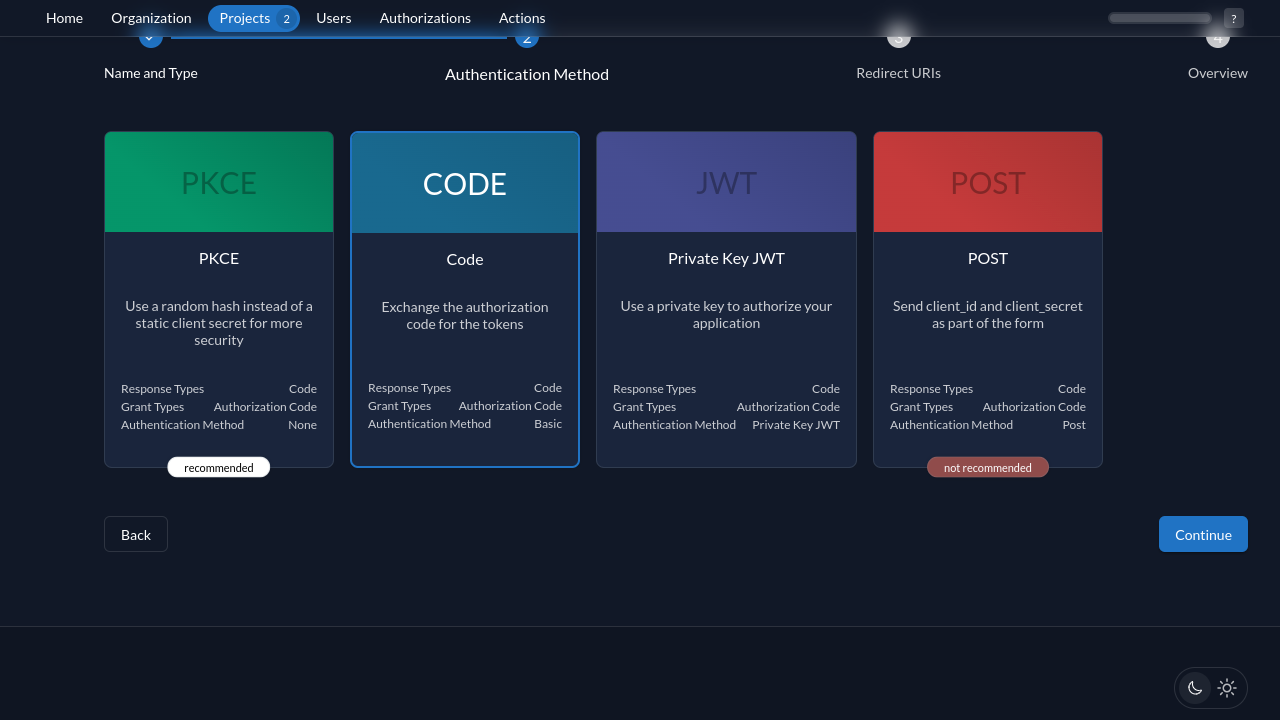 Home Organization Projects 2 Users Authorizations Actions ?
2 3 4
Name and Type Authentication Method Redirect URIs Overview
PKCE CODE JWT POST
PKCE Code Private Key JWT POST
Use a random hash instead of a
static client secret for more
security
Exchange the authorization
code for the tokens
Use a private key to authorize your
application
Send client_id and client_secret
as part of the form
Response Types Code
Grant Types Authorization Code
Authentication Method None
Response Types Code
Grant Types Authorization Code
Authentication Method Basic
Response Types Code
Grant Types Authorization Code
Authentication Method Private Key JWT
Response Types Code
Grant Types Authorization Code
Authentication Method Post
recommended not recommended
Back Continue